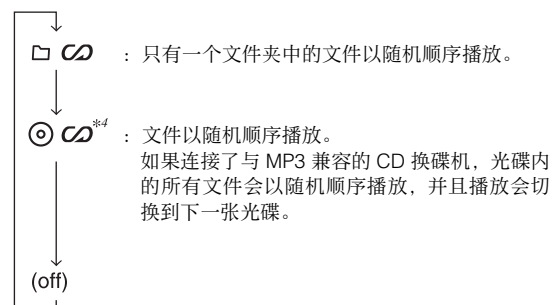 ：只有一个文件夹中的文件以随机顺序播放。
*4 ：文件以随机顺序播放。
如果连接了与 MP3 兼容的 CD 换碟机，光碟内
的所有文件会以随机顺序播放，并且播放会切
换到下一张光碟。
(off)